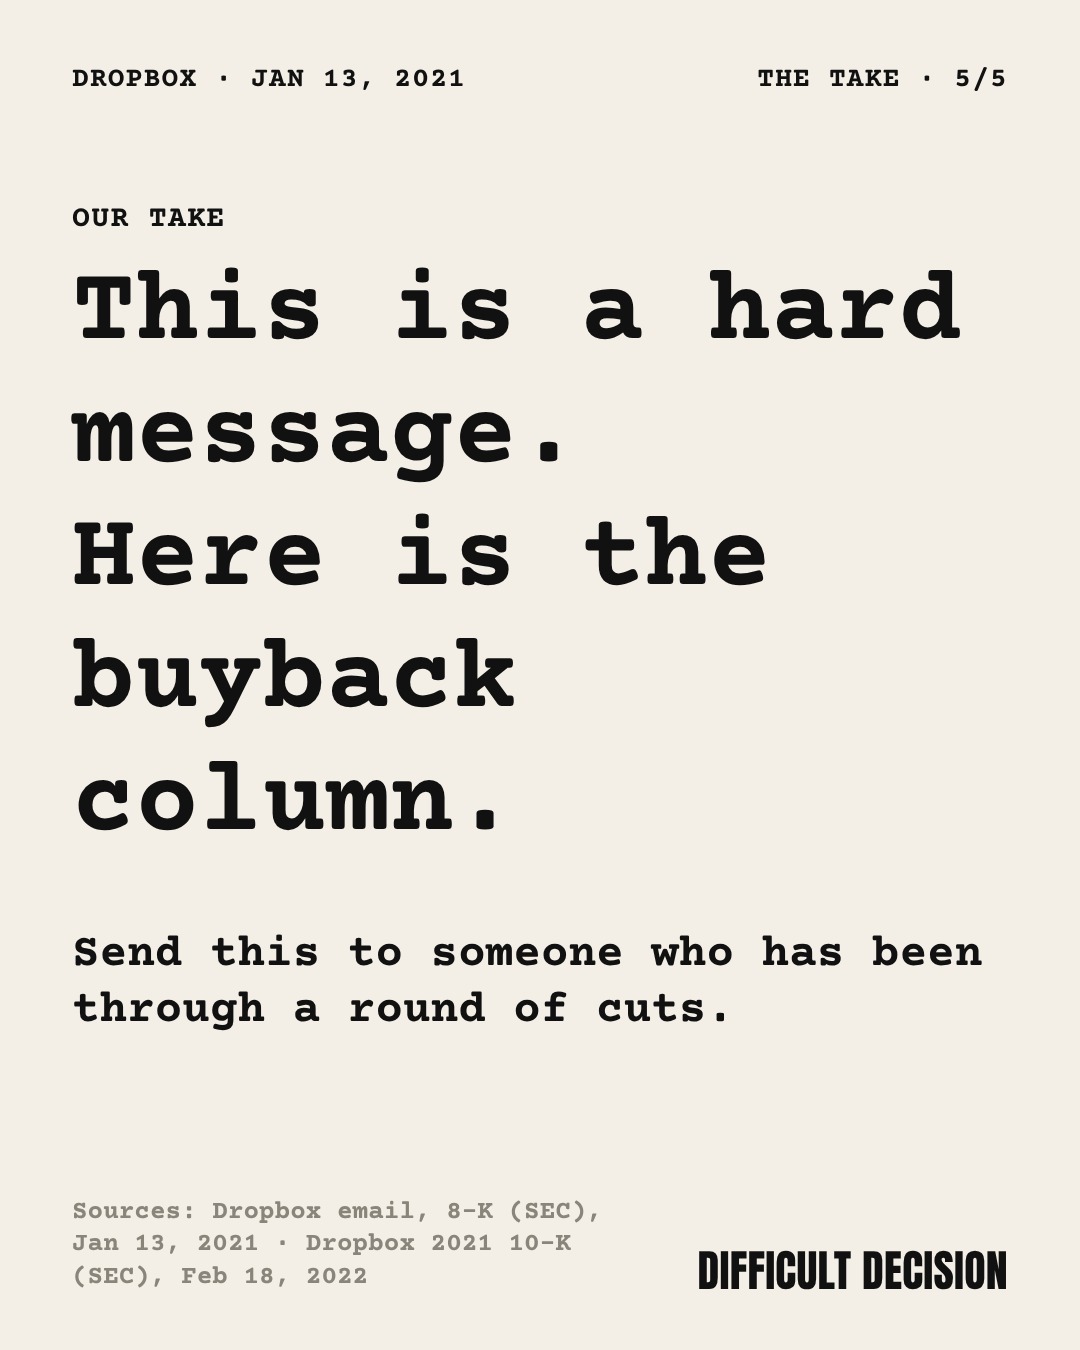 DROPBOX · JAN 13, 2021
THE TAKE · 5/5
OUR TAKE
This is a hard
message.
Here is the
buyback
column.
Send this to someone who has been
through a round of cuts.
Sources: Dropbox email, 8-K (SEC),
Jan 13, 2021 · Dropbox 2021 10-K
(SEC), Feb 18, 2022
DIFFICULT DECISION